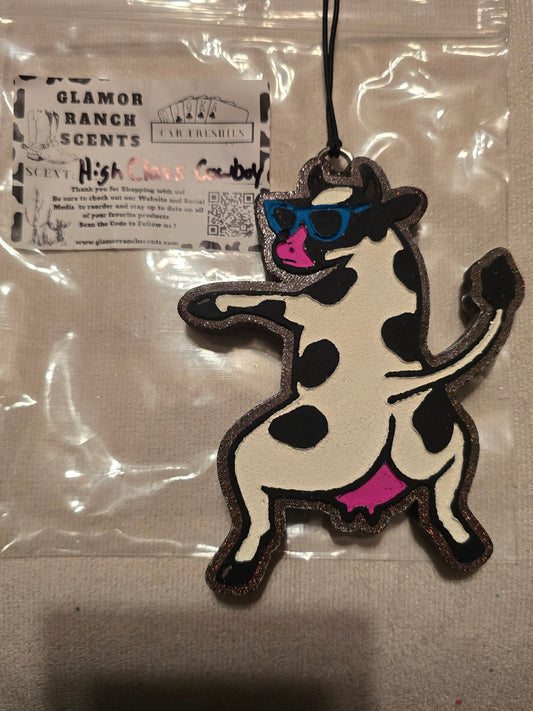 GLAMOR
RANCH
SCENTS
CAR FRESHIES
SCENT: High Class Cowboy
Thank you for Shopping with us!
Be sure to check out our Website and Social
Media to reorder and stay up to date on all
of your favorite products
Scan the Code to Follow us !
www.glamorranchscents.com